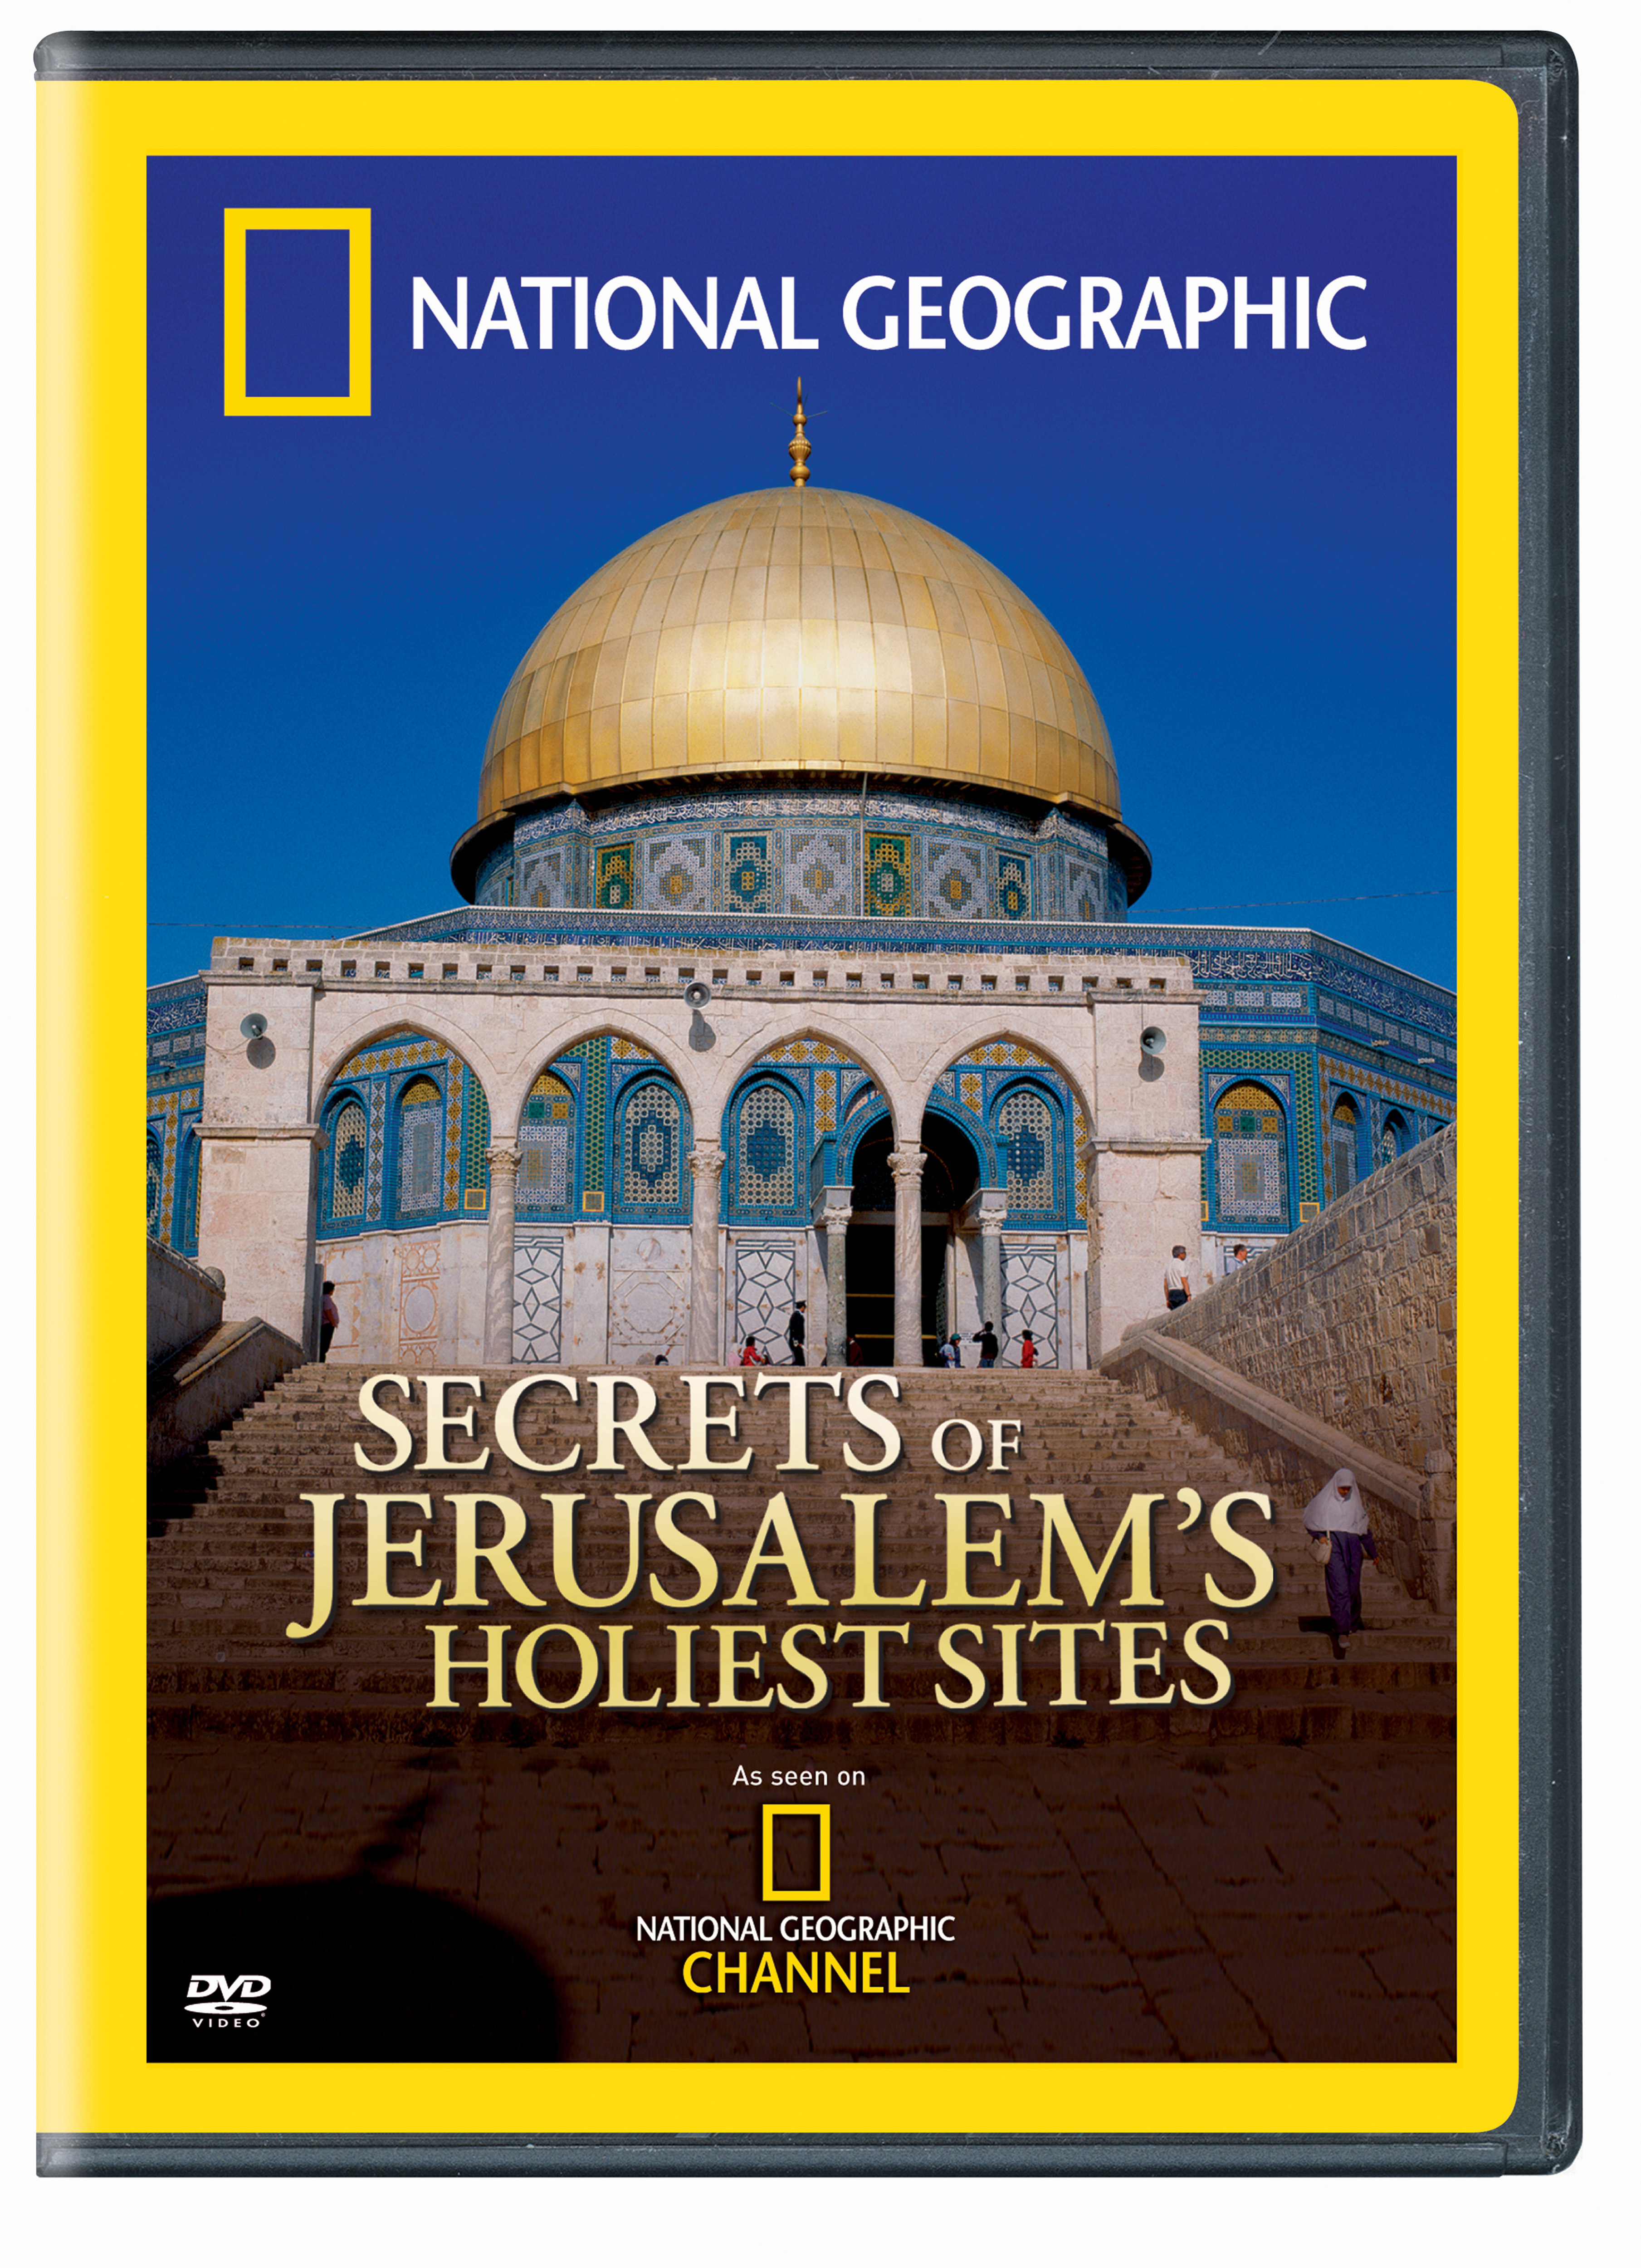 NATIONAL GEOGRAPHIC
SECRETS OF
JERUSALEM'S
HOLIEST SITES
As seen on
NATIONAL GEOGRAPHIC
CHANNEL
DVD
VIDEO